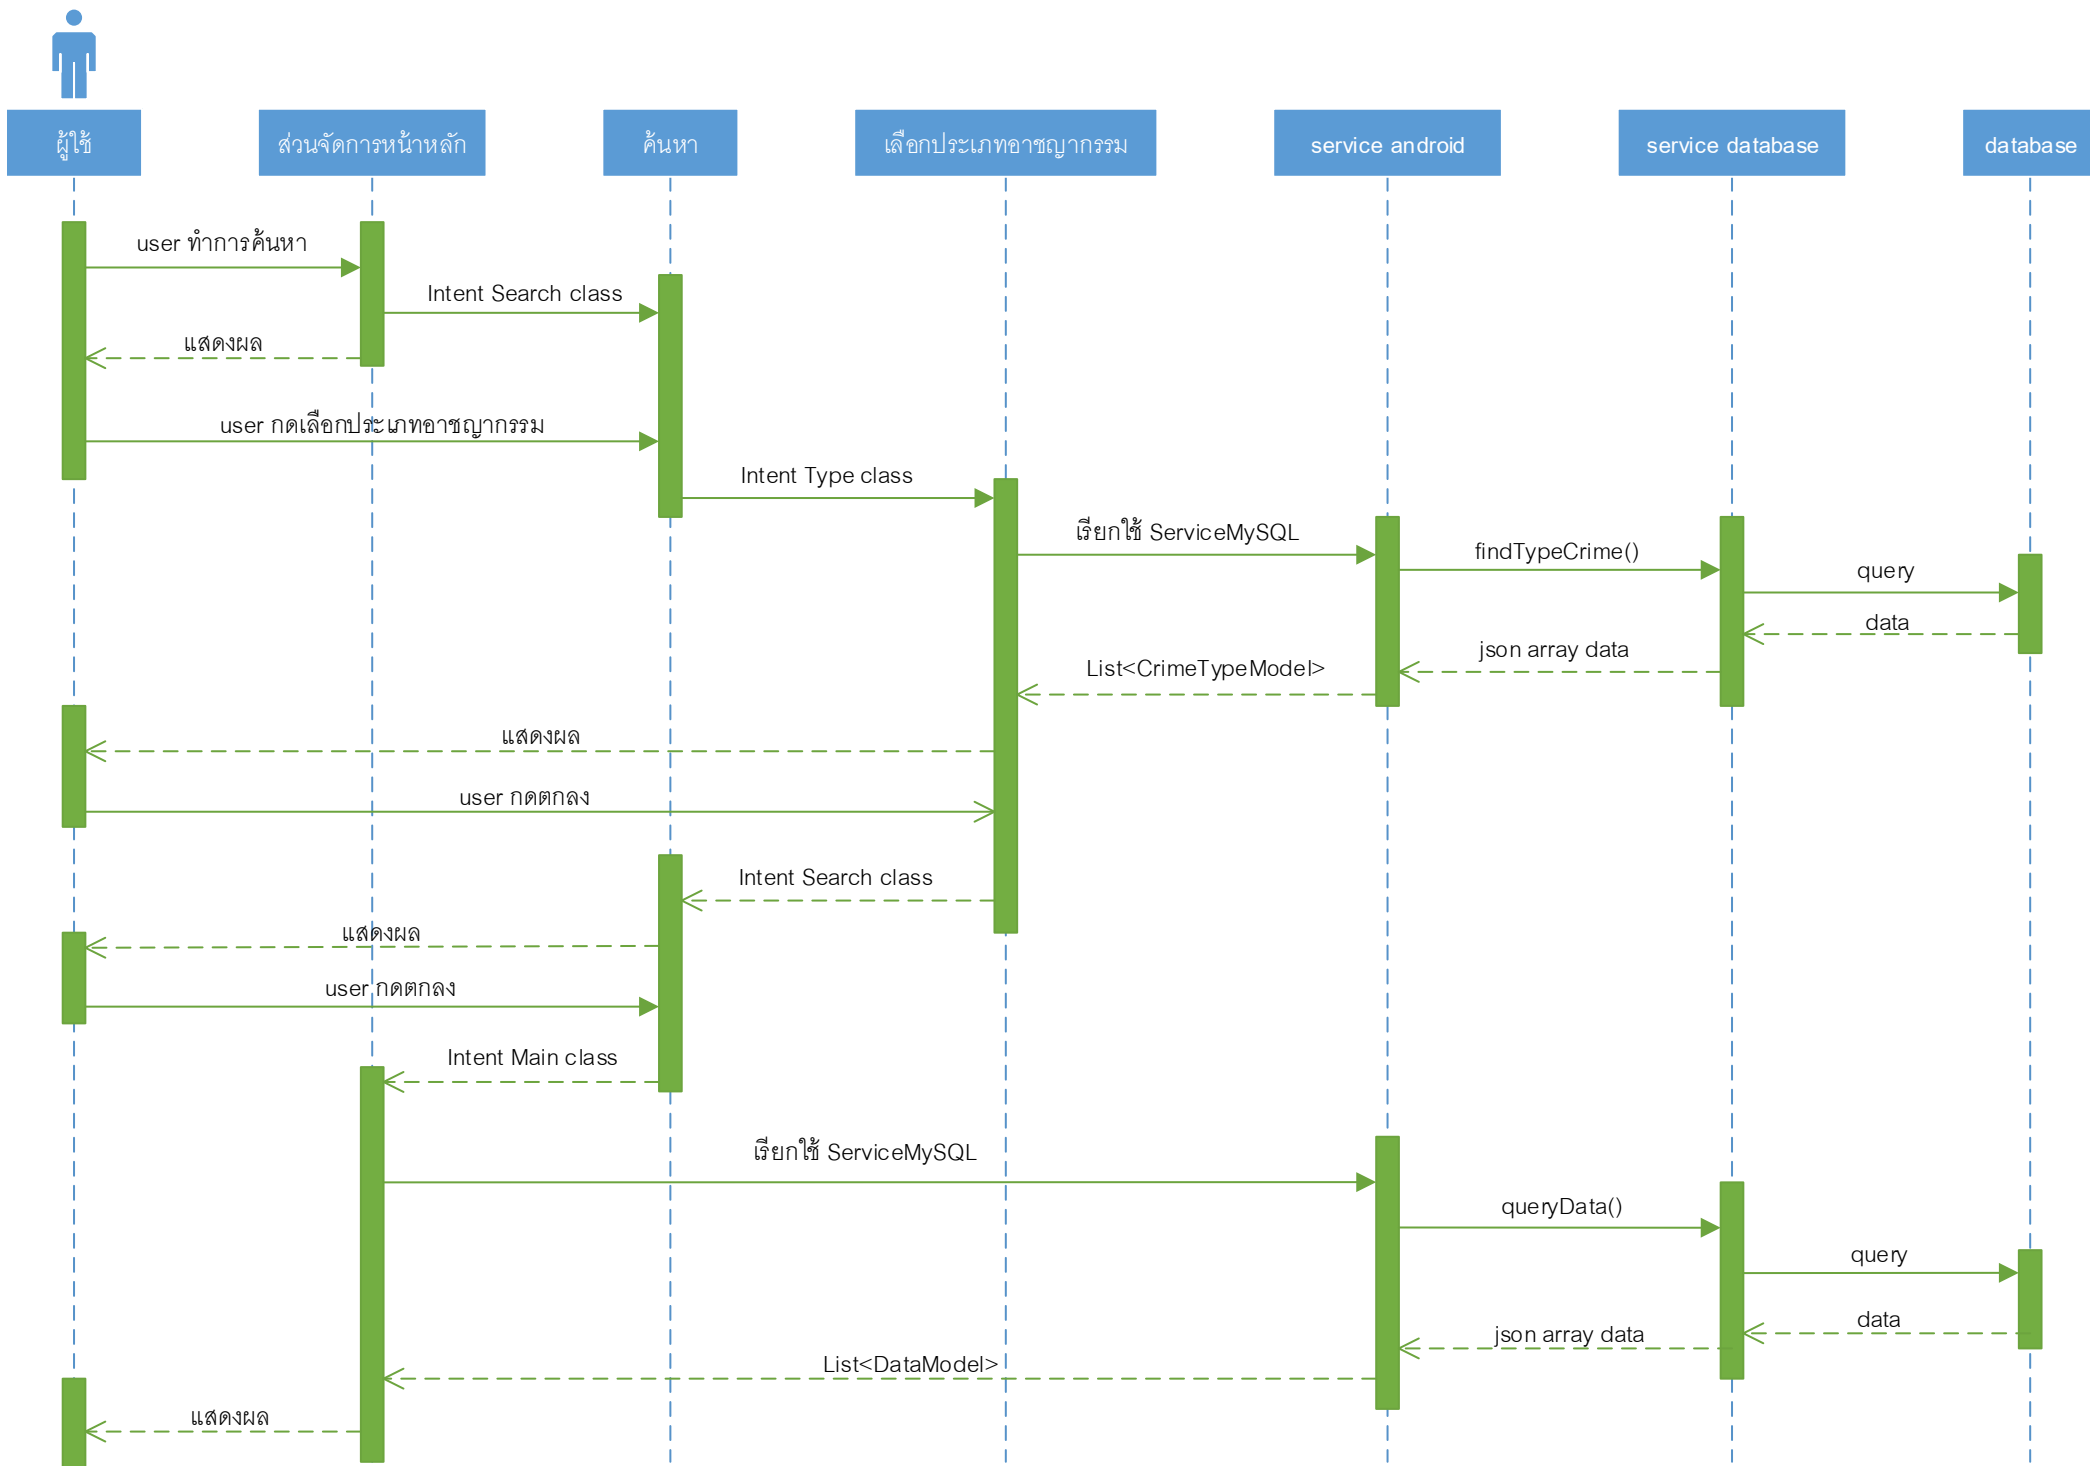 ผู้ใช้
ส่วนจัดการหน้าหลัก
ค้นหา
เลือกประเภทอาชญากรรม
service android
service database
database
user ทำการค้นหา
Intent Search class
แสดงผล
user กดเลือกประเภทอาชญากรรม
Intent Type class
เรียกใช้ ServiceMySQL
findTypeCrime()
query
data
json array data
List<CrimeTypeModel>
แสดงผล
user กดตกลง
Intent Search class
แสดงผล
user กดตกลง
Intent Main class
เรียกใช้ ServiceMySQL
queryData()
query
data
json array data
List<DataModel>
แสดงผล